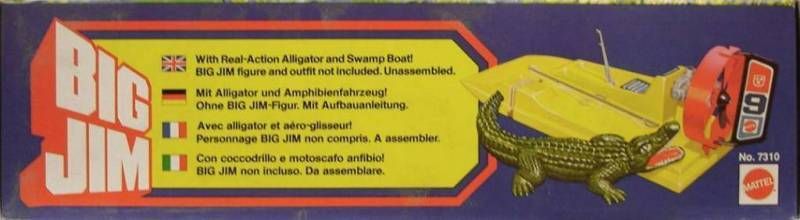 BIG
JIM
With Real-Action Alligator and Swamp Boat!
BIG JIM figure and outfit not included. Unassembled.
Mit Alligator und Amphibienfahrzeug!
Ohne BIG JIM-Figur. Mit Aufbauanleitung.
Avec alligator et aéro-glisseur!
Personnage BIG JIM non compris. A assembler.
Con coccodrillo e motoscafo anfibio!
BIG JIM non incluso. Da assemblare.
9
No. 7310
MATTEL